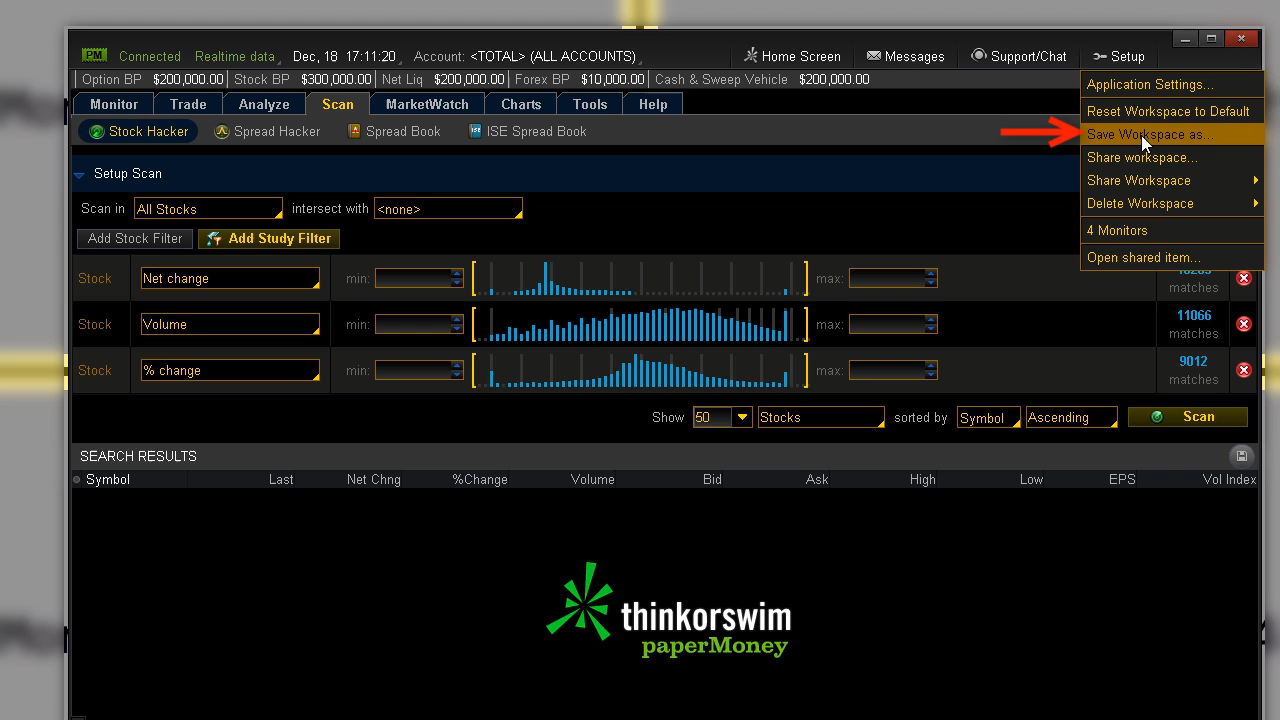 PM Connected Realtime data Dec, 18 17:11:20 Account: <TOTAL> (ALL ACCOUNTS) Home Screen Messages Support/Chat Setup
Option BP $200,000.00 Stock BP $300,000.00 Net Liq $200,000.00 Forex BP $10,000.00 Cash & Sweep Vehicle $200,000.00
Application Settings...
Reset Workspace to Default
Save Workspace as...
Share workspace...
Share Workspace
Delete Workspace
4 Monitors
Open shared item...
Monitor Trade Analyze Scan MarketWatch Charts Tools Help
Stock Hacker Spread Hacker Spread Book ISE ISE Spread Book
Setup Scan
Scan in All Stocks intersect with <none>
Add Stock Filter Add Study Filter
Stock Net change min: max: matches
Stock Volume min: max: 11066 matches
Stock % change min: max: 9012 matches
Show 50 Stocks sorted by Symbol Ascending Scan
SEARCH RESULTS
Symbol Last Net Chng %Change Volume Bid Ask High Low EPS Vol Index
thinkorswim
paperMoney